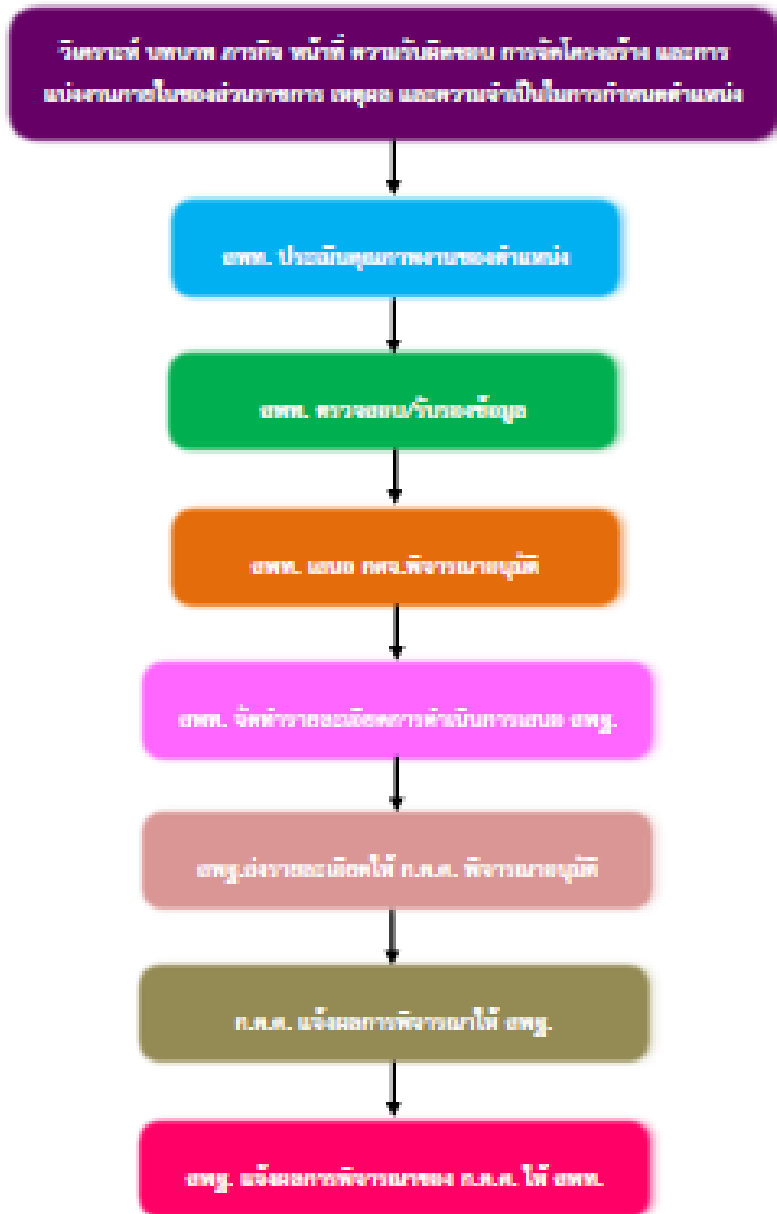 วิเคราะห์ บทบาท ภารกิจ หน้าที่ ความรับผิดชอบ การจัดโครงสร้าง และการ
แบ่งงานภายในของส่วนราชการ เหตุผล และความจำเป็นในการกำหนดตำแหน่ง
สพท. ประเมินคุณภาพงานของตำแหน่ง
สพท. ตรวจสอบ/รับรองข้อมูล
สพท. เสนอ กศจ.พิจารณาอนุมัติ
สพท. จัดทำรายละเอียดการดำเนินการเสนอ สพฐ.
สพฐ.ส่งรายละเอียดให้ ก.ค.ศ. พิจารณาอนุมัติ
ก.ค.ศ. แจ้งผลการพิจารณาให้ สพฐ.
สพฐ. แจ้งผลการพิจารณาของ ก.ค.ศ. ให้ สพท.